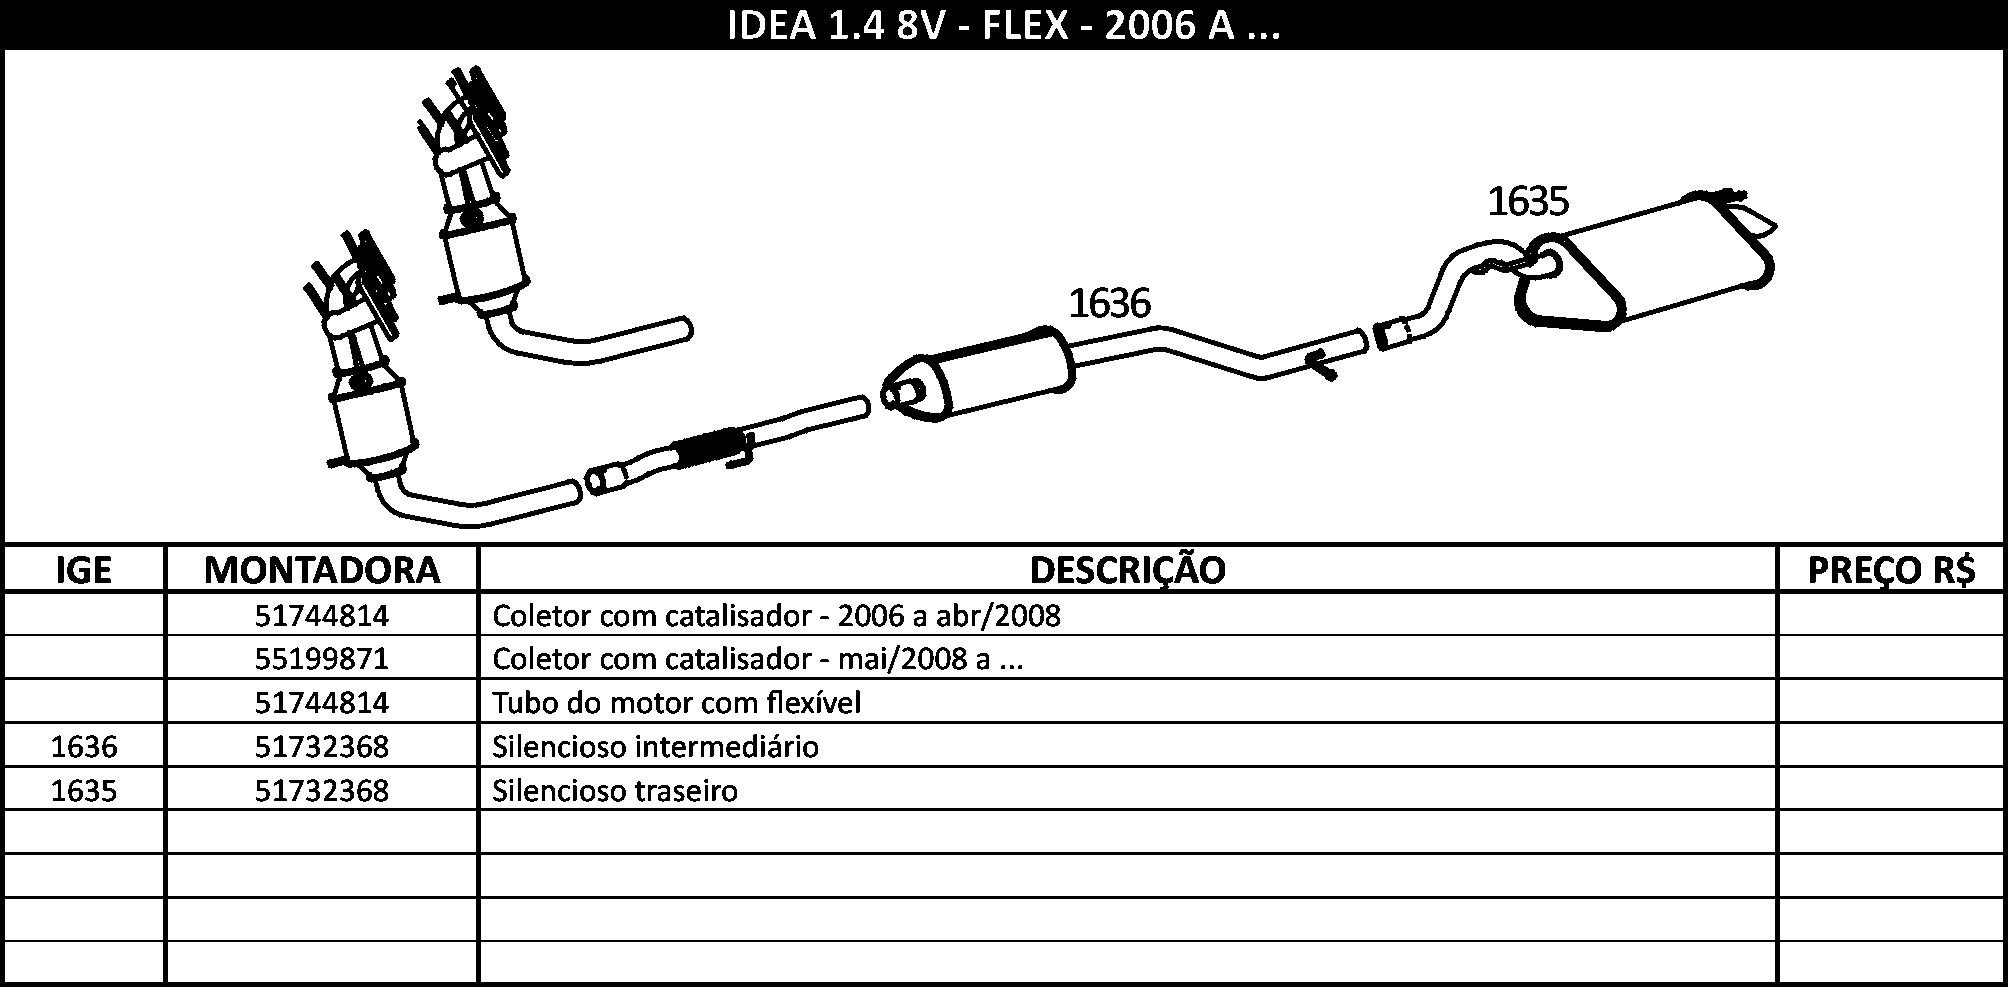 IDEA 1.4 8V - FLEX - 2006 A ...
1635
1636
IGE MONTADORA DESCRIÇÃO PREÇO R$
51744814 Coletor com catalisador - 2006 a abr/2008
55199871 Coletor com catalisador - mai/2008 a ...
51744814 Tubo do motor com flexível
1636 51732368 Silencioso intermediário
1635 51732368 Silencioso traseiro